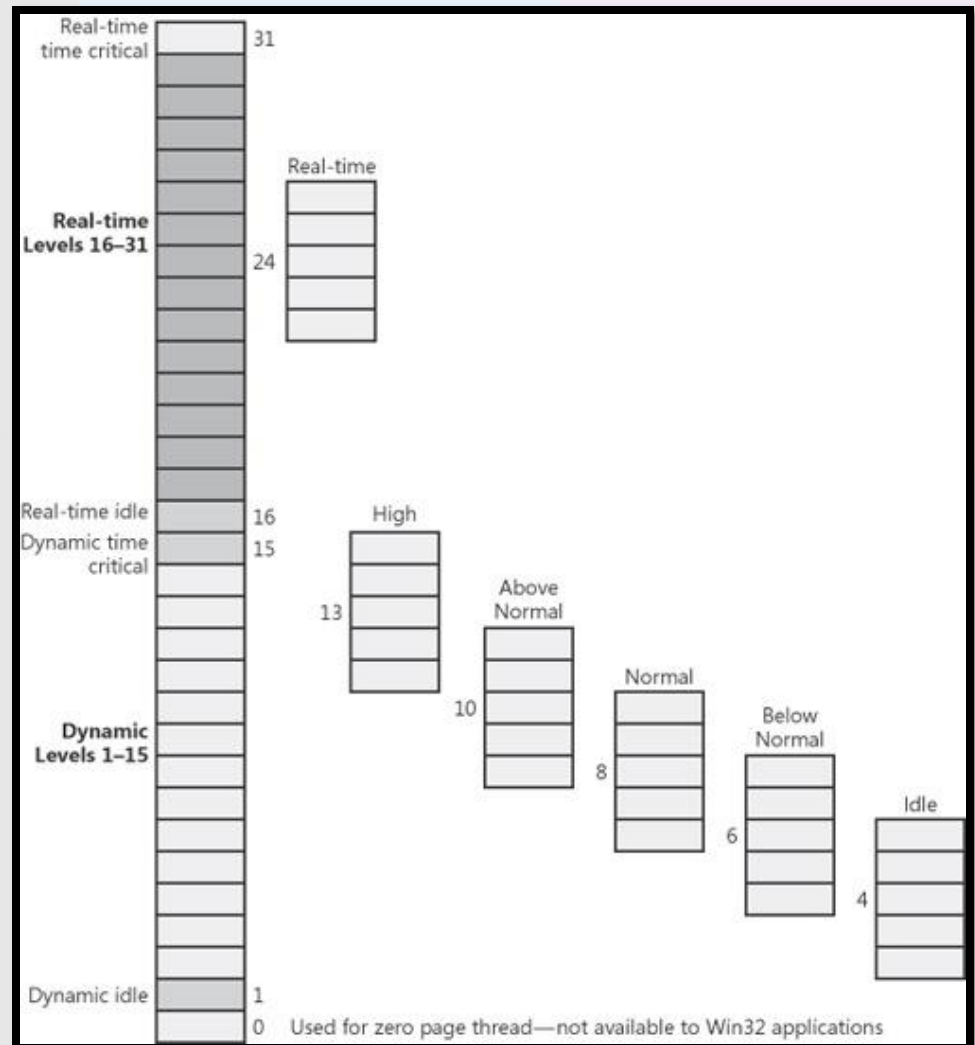 Real-time
time critical
31
Real-time
Real-time
Levels 16–31
24
Real-time idle
16
High
Dynamic time
critical
15
Above
Normal
13
Normal
10
Below
Normal
Dynamic
Levels 1–15
8
Idle
6
4
Dynamic idle
1
0
Used for zero page thread—not available to Win32 applications